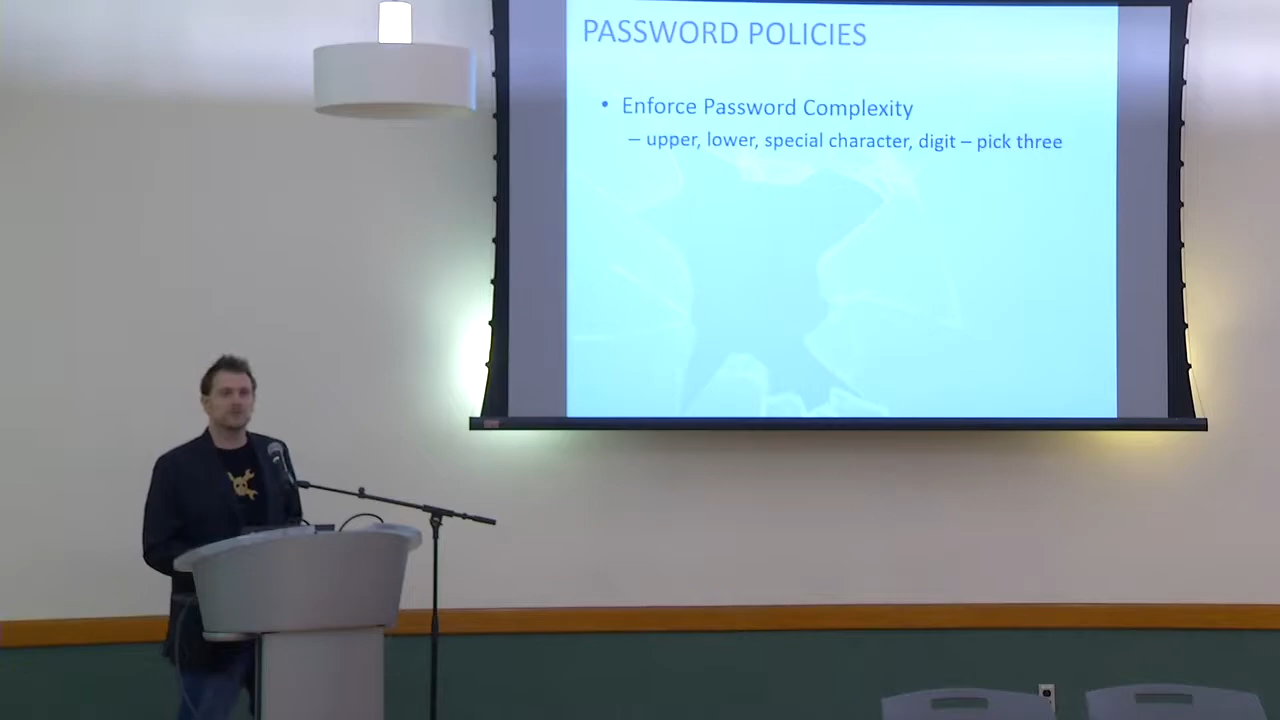 PASSWORD POLICIES
• Enforce Password Complexity
– upper, lower, special character, digit – pick three